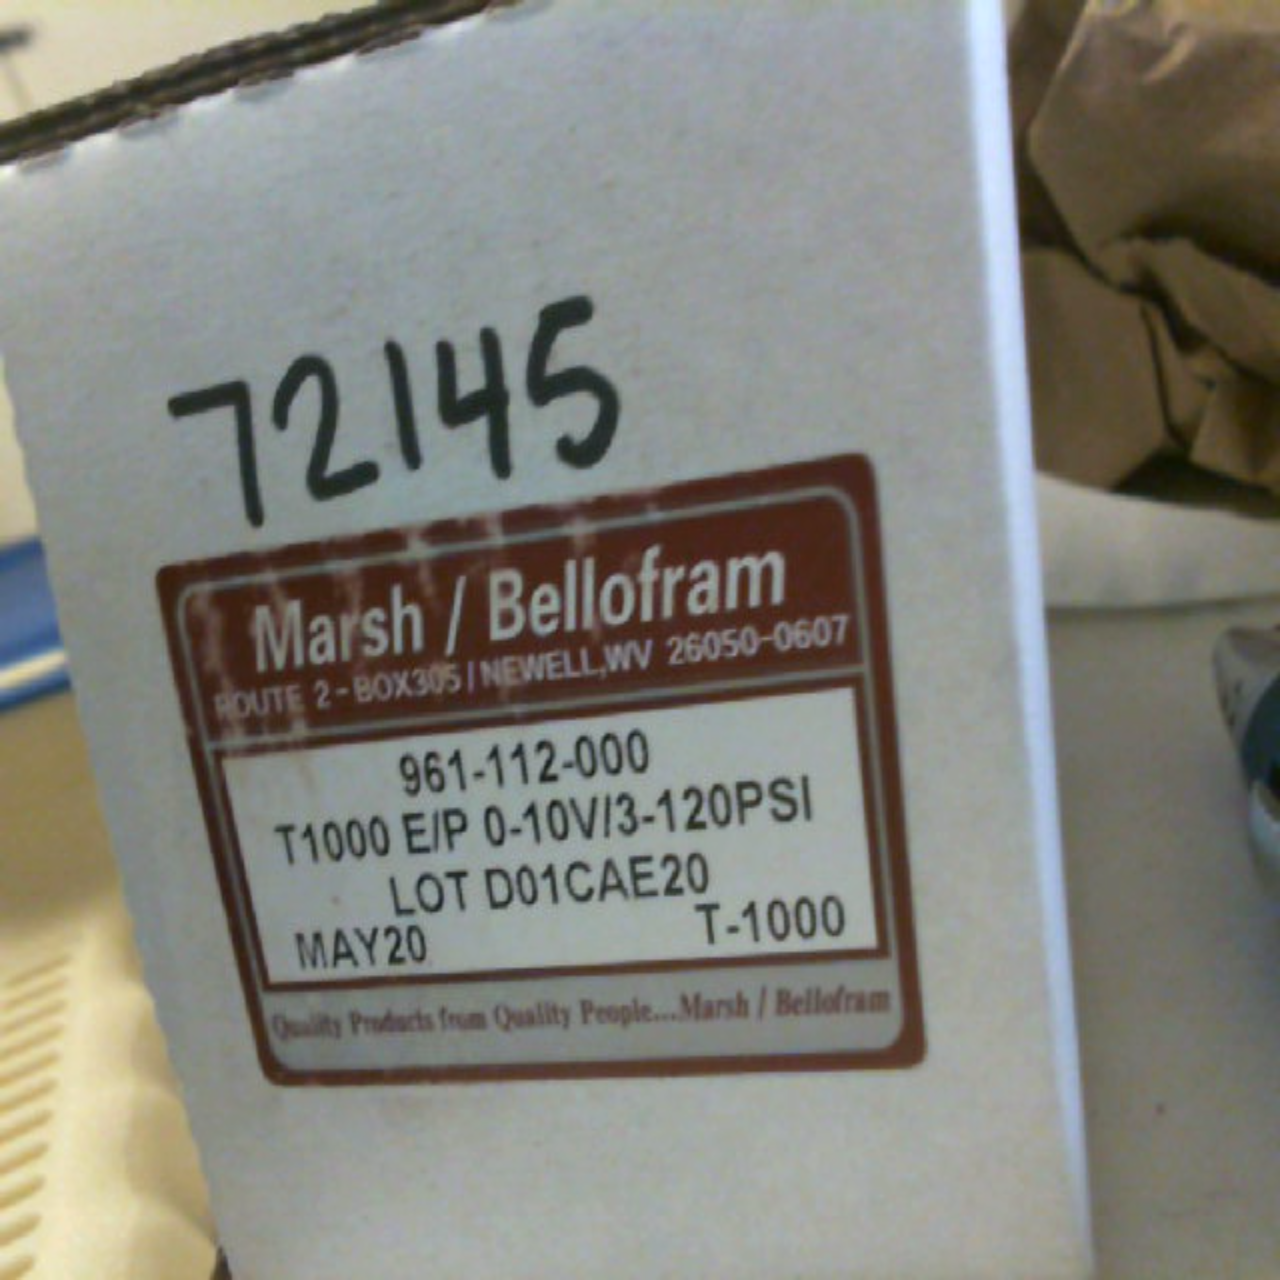 72145
Marsh / Bellofram
ROUTE 2 - BOX305 / NEWELL,WV 26050-0607
961-112-000
T1000 E/P 0-10V/3-120PSI
LOT D01CAE20
MAY20 T-1000
Quality Products from Quality People...Marsh / Bellofram